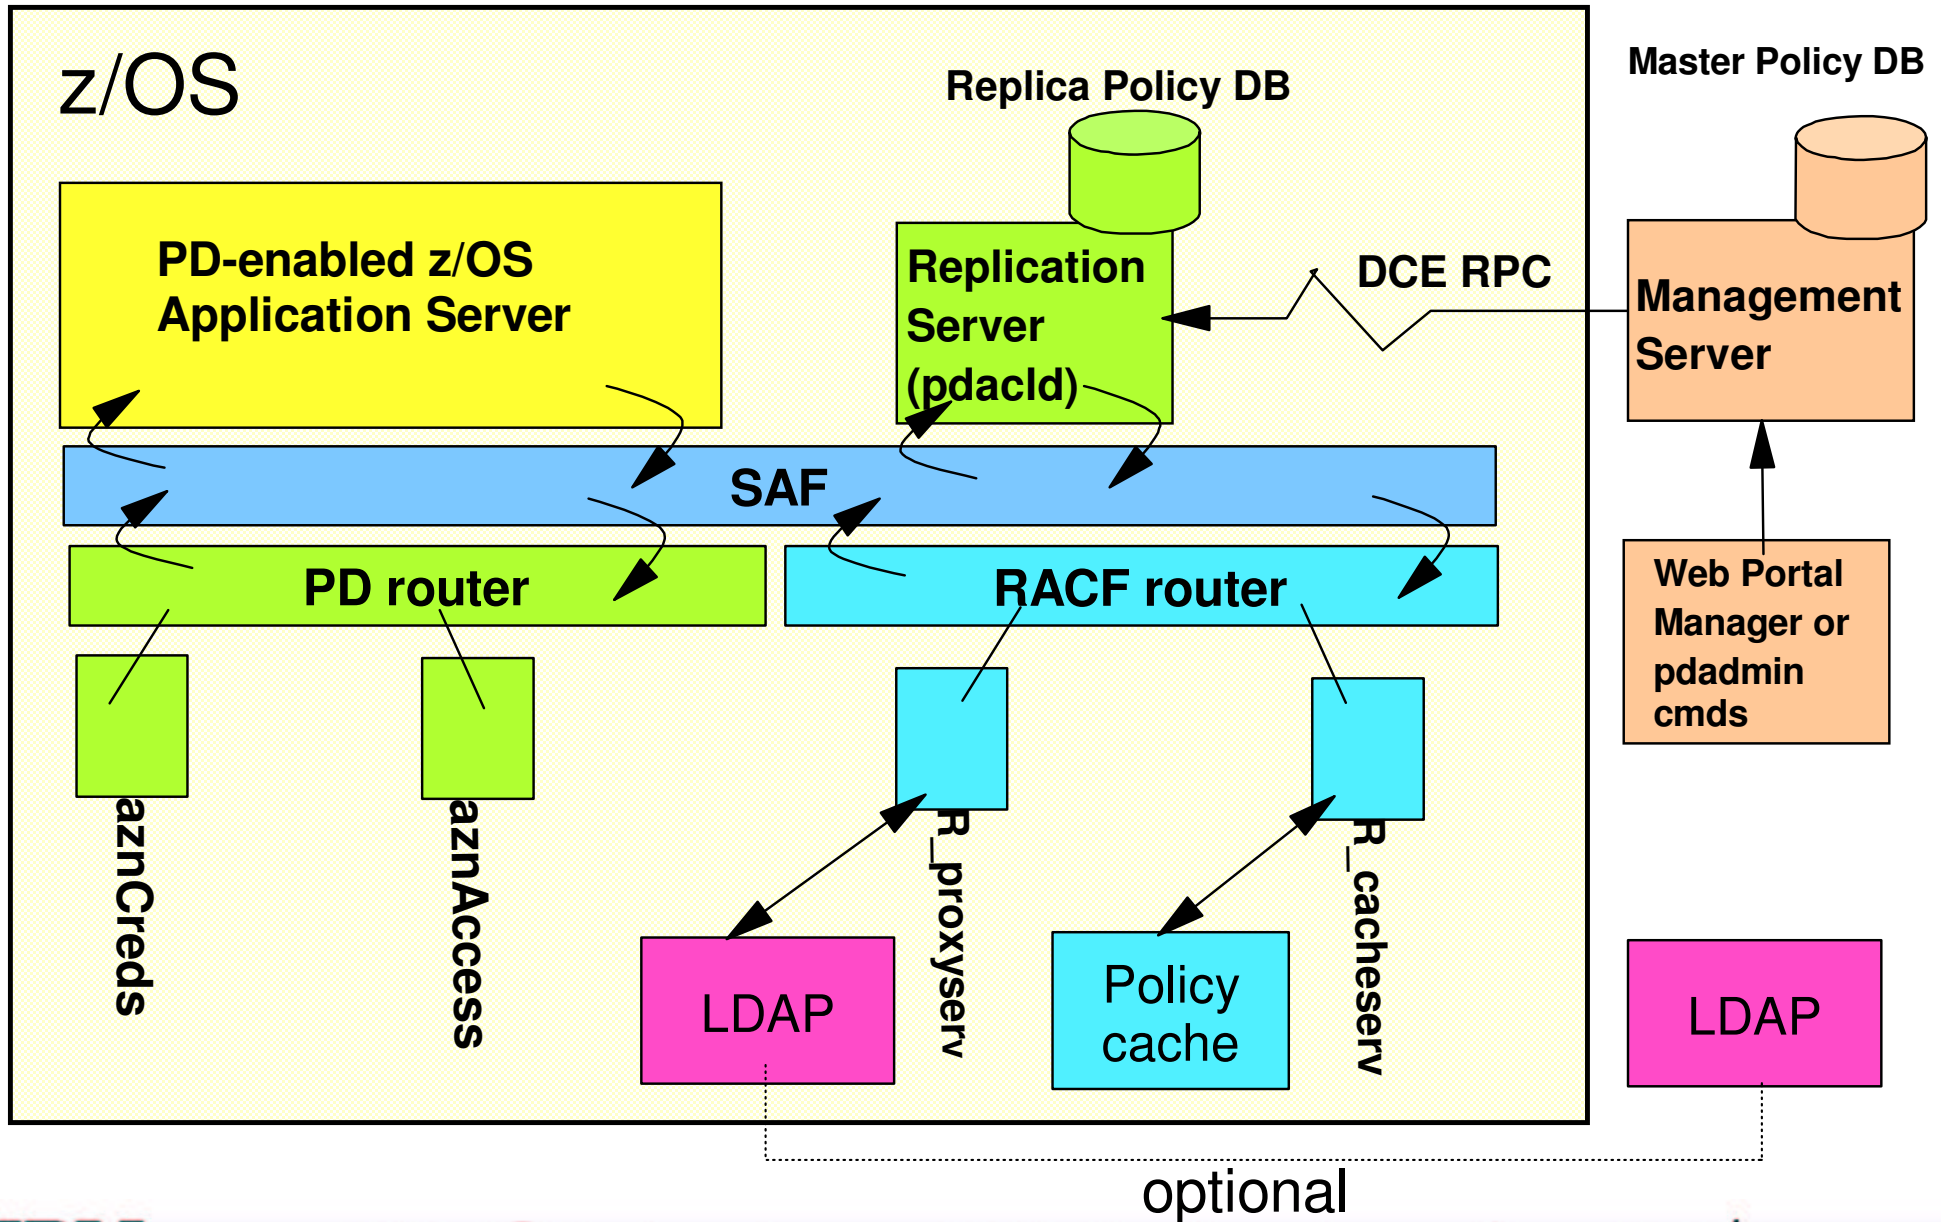 z/OS
Replica Policy DB
Master Policy DB
PD-enabled z/OS
Application Server
Replication
Server
(pdacld)
DCE RPC
Management
Server
SAF
PD router
RACF router
Web Portal
Manager or
pdadmin
cmds
aznCreds
aznAccess
R_proxyserv
R_cacheserv
LDAP
Policy
cache
LDAP
optional